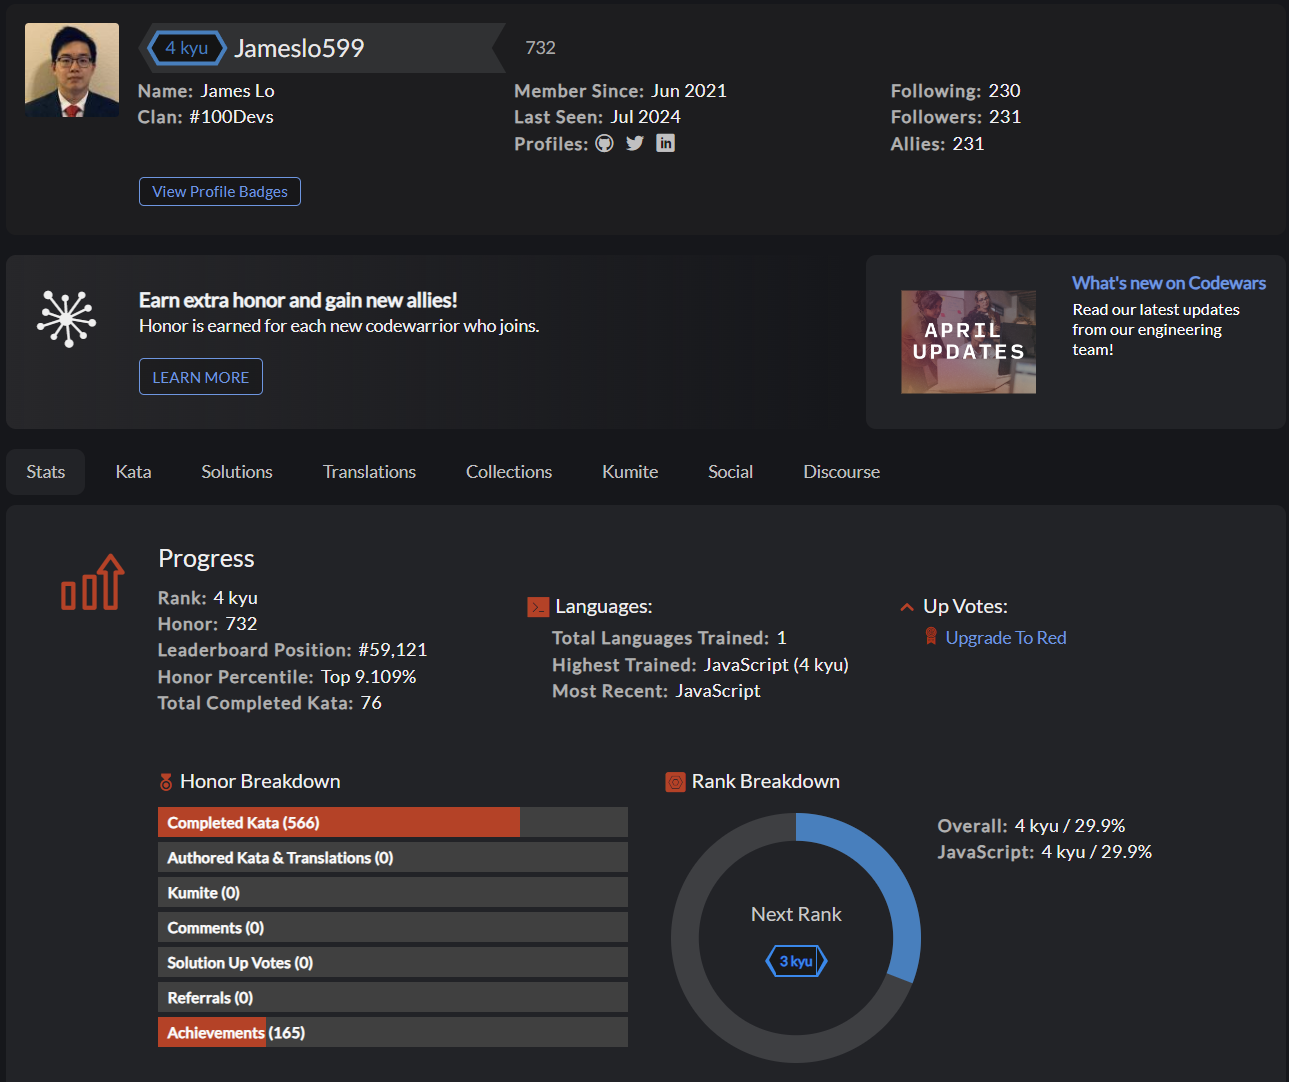 4 kyu Jameslo599 732
Name: James Lo
Clan: #100Devs
Member Since: Jun 2021
Last Seen: Jul 2024
Profiles:
Following: 230
Followers: 231
Allies: 231
View Profile Badges
Earn extra honor and gain new allies!
Honor is earned for each new codewarrior who joins.
LEARN MORE
APRIL
UPDATES
What's new on Codewars
Read our latest updates
from our engineering
team!
Stats Kata Solutions Translations Collections Kumite Social Discourse
Progress
Rank: 4 kyu
Honor: 732
Leaderboard Position: #59,121
Honor Percentile: Top 9.109%
Total Completed Kata: 76
Languages:
Total Languages Trained: 1
Highest Trained: JavaScript (4 kyu)
Most Recent: JavaScript
Up Votes:
Upgrade To Red
Honor Breakdown
Completed Kata (566)
Authored Kata & Translations (0)
Kumite (0)
Comments (0)
Solution Up Votes (0)
Referrals (0)
Achievements (165)
Rank Breakdown
Next Rank
3 kyu
Overall: 4 kyu / 29.9%
JavaScript: 4 kyu / 29.9%